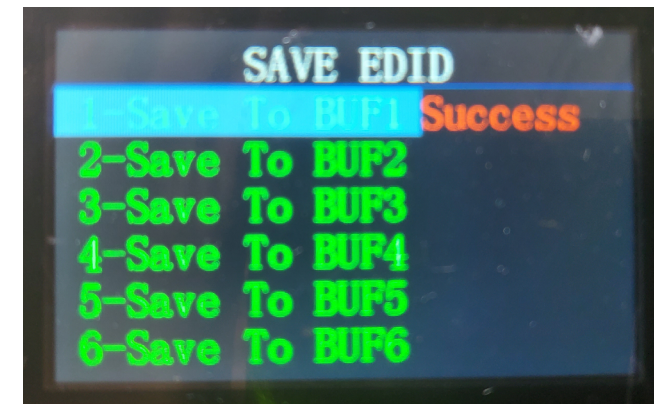 SAVE EDID
1-Save To BUF1 Success
2-Save To BUF2
3-Save To BUF3
4-Save To BUF4
5-Save To BUF5
6-Save To BUF6